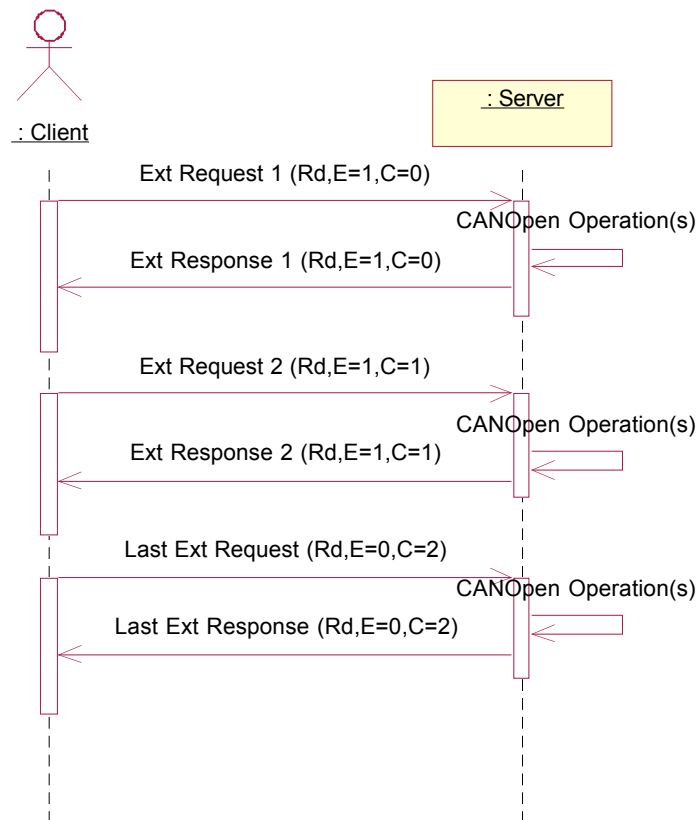 : Client
: Server
Ext Request 1 (Rd,E=1,C=0)
CANOpen Operation(s)
Ext Response 1 (Rd,E=1,C=0)
Ext Request 2 (Rd,E=1,C=1)
CANOpen Operation(s)
Ext Response 2 (Rd,E=1,C=1)
Last Ext Request (Rd,E=0,C=2)
CANOpen Operation(s)
Last Ext Response (Rd,E=0,C=2)